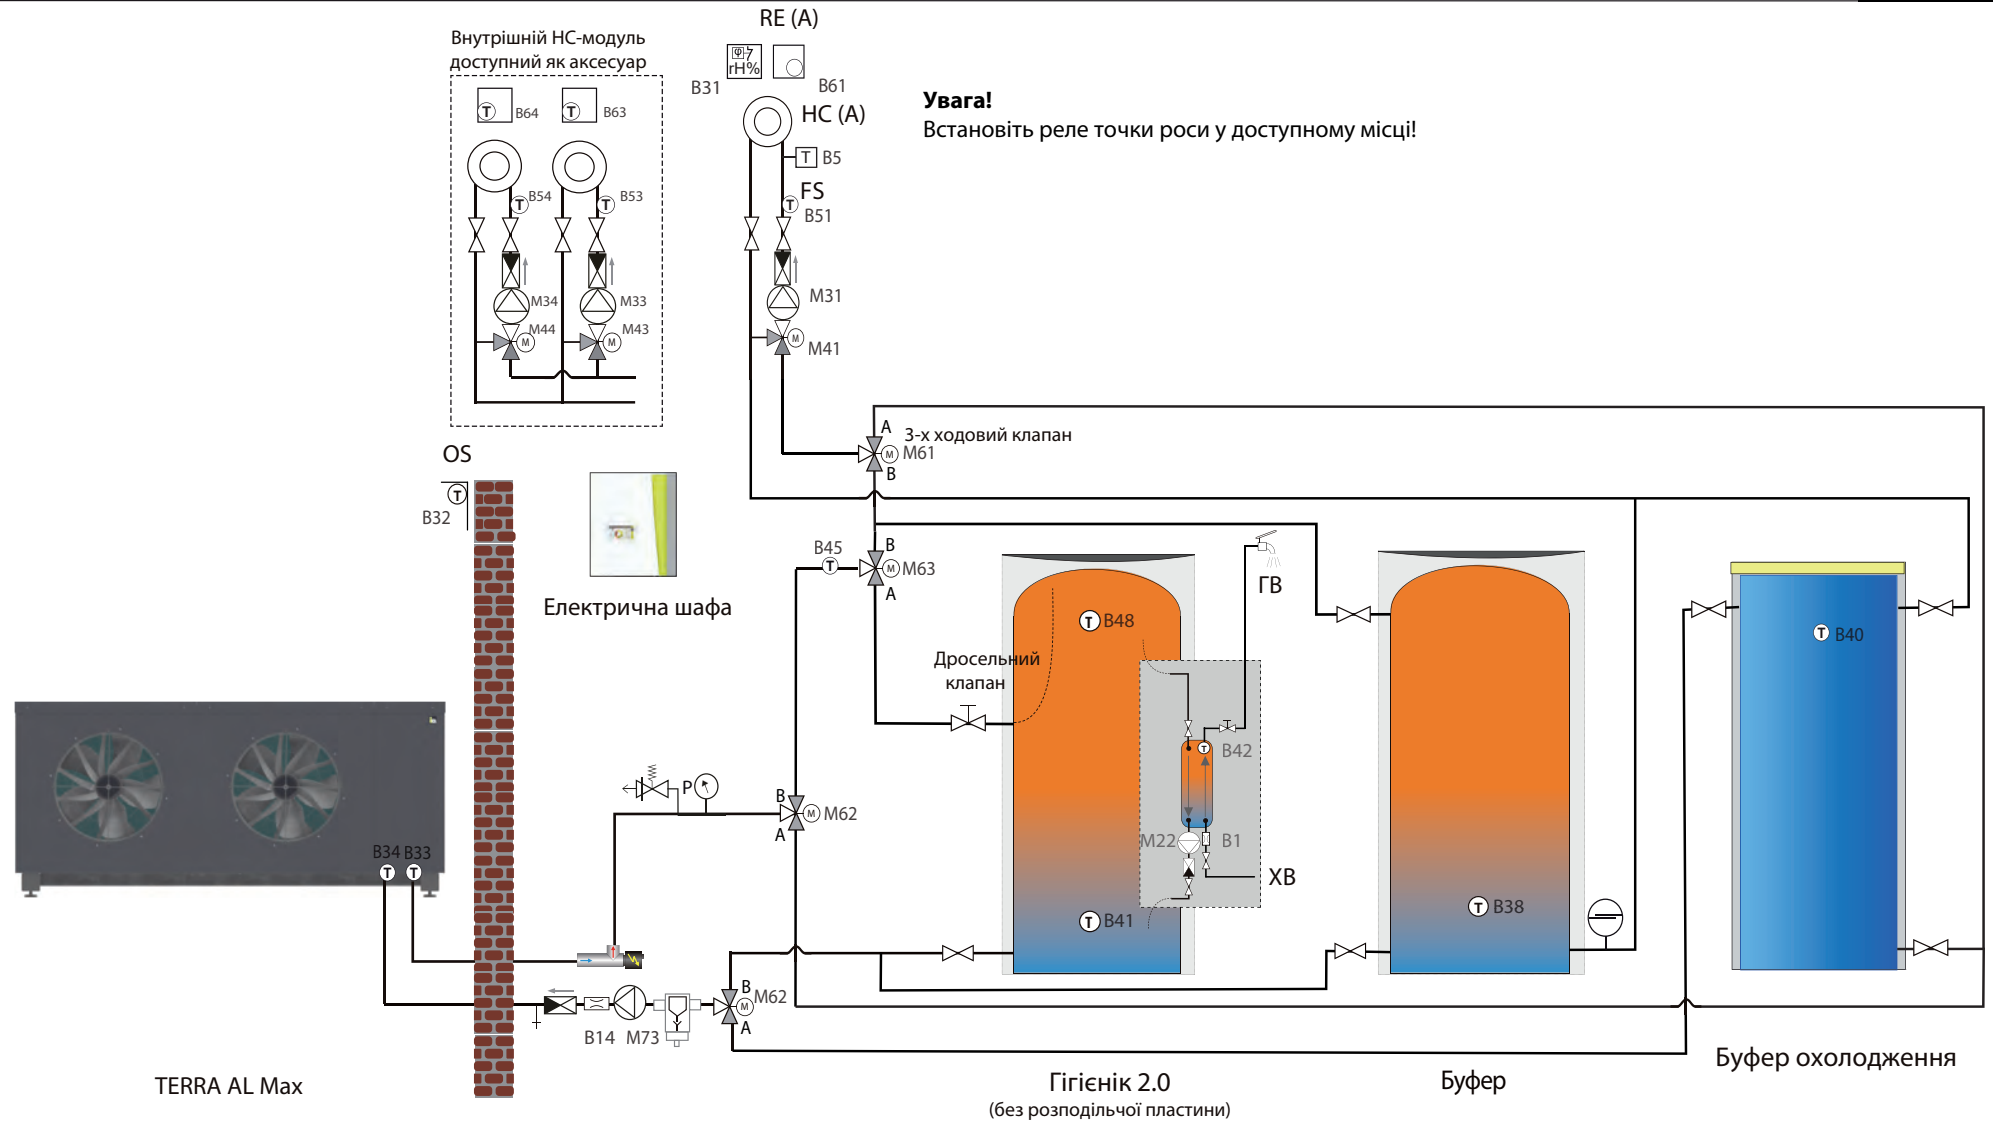 RE (A)
Внутрішній НС-модуль
доступний як аксесуар
φ
rH%
B31
B61
HC (A)
Увага!
Встановіть реле точки роси у доступному місці!
T
B64
T
B63
T
B5
T
B54
T
B53
FS
T
B51
M34
M33
M31
M44
M
M43
M
M
M41
A
3-х ходовий клапан
M
M61
B
OS
T
B32
B45
T
B
M
M63
A
ГВ
Електрична шафа
T
B48
T
B40
Дросельний
клапан
T
B42
P
B
M
M62
A
M22
B1
ХВ
B34
B33
T
T
T
B41
T
B38
B
M62
M
A
B14
M73
TERRA AL Max
Гігієнік 2.0
(без розподільчої пластини)
Буфер
Буфер охолодження